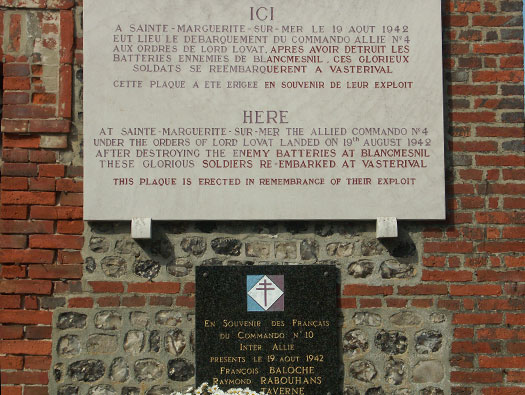 ICI
A SAINTE-MARGUERITE-SUR-MER LE 19 AOUT 1942
EUT LIEU LE DEBARQUEMENT DU COMMANDO ALLIE N°4
AUX ORDRES DE LORD LOVAT, APRES AVOIR DETRUIT LES
BATTERIES ENNEMIES DE BLANCMESNIL, CES GLORIEUX
SOLDATS SE REEMBARQUERENT A VASTERIVAL
CETTE PLAQUE A ETE ERIGEE EN SOUVENIR DE LEUR EXPLOIT
HERE
AT SAINTE-MARGUERITE-SUR-MER THE ALLIED COMMANDO N°4
UNDER THE ORDERS OF LORD LOVAT LANDED ON 19th AUGUST 1942
AFTER DESTROYING THE ENEMY BATTERIES AT BLANCMESNIL
THESE GLORIOUS SOLDIERS RE-EMBARKED AT VASTERIVAL
THIS PLAQUE IS ERECTED IN REMEMBRANCE OF THEIR EXPLOIT
EN SOUVENIR DES FRANÇAIS
DU COMMANDO N°10
INTER ALLIE
PRESENTS LE 19 AOUT 1942
FRANÇOIS BALOCHE
RAYMOND RABOUHANS
TAVERNE